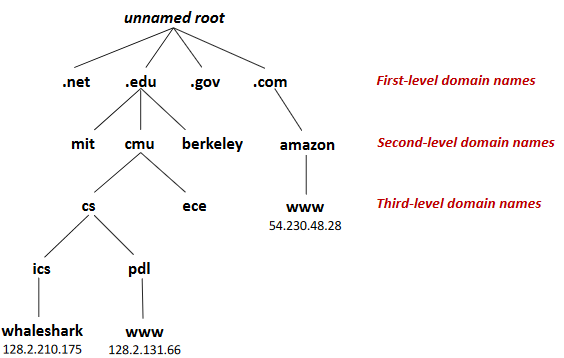 unnamed root
.net .edu .gov .com First-level domain names
mit cmu berkeley amazon Second-level domain names
cs ece www Third-level domain names
54.230.48.28
ics pdl
whaleshark www
128.2.210.175 128.2.131.66